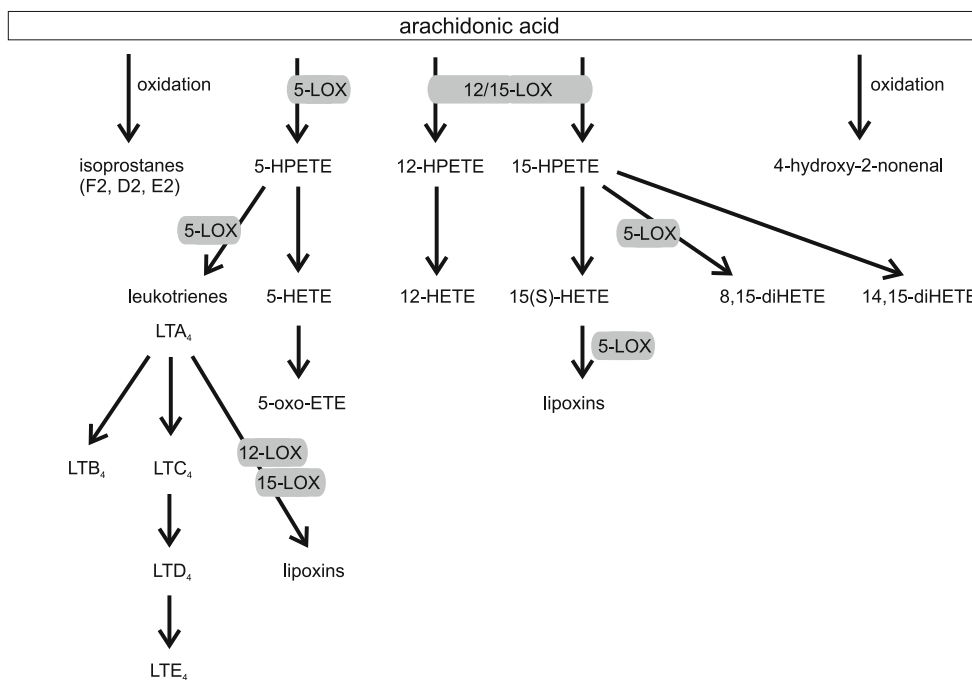 arachidonic acid
oxidation
5-LOX
12/15-LOX
oxidation
isoprostanes
(F2, D2, E2)
5-HPETE
12-HPETE
15-HPETE
4-hydroxy-2-nonenal
5-LOX
5-LOX
leukotrienes
5-HETE
12-HETE
15(S)-HETE
8,15-diHETE
14,15-diHETE
LTA₄
5-LOX
5-oxo-ETE
lipoxins
12-LOX
15-LOX
LTB₄
LTC₄
LTD₄
lipoxins
LTE₄